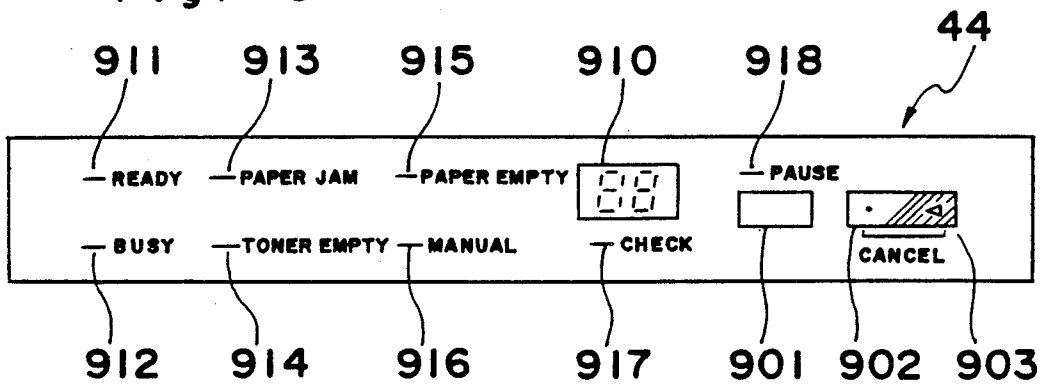 44
911 913 915 910 918
READY PAPER JAM PAPER EMPTY 88 PAUSE
BUSY TONER EMPTY MANUAL CHECK CANCEL
912 914 916 917 901 902 903